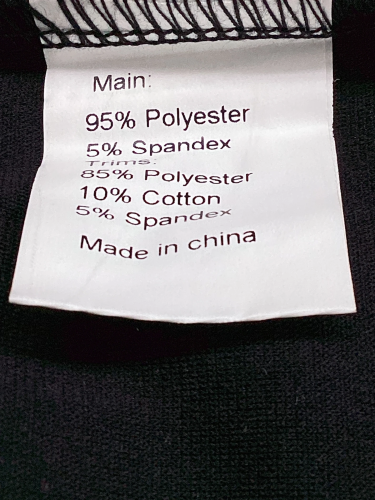 Main:
95% Polyester
5% Spandex
Trims:
85% Polyester
10% Cotton
5% Spandex
Made in china